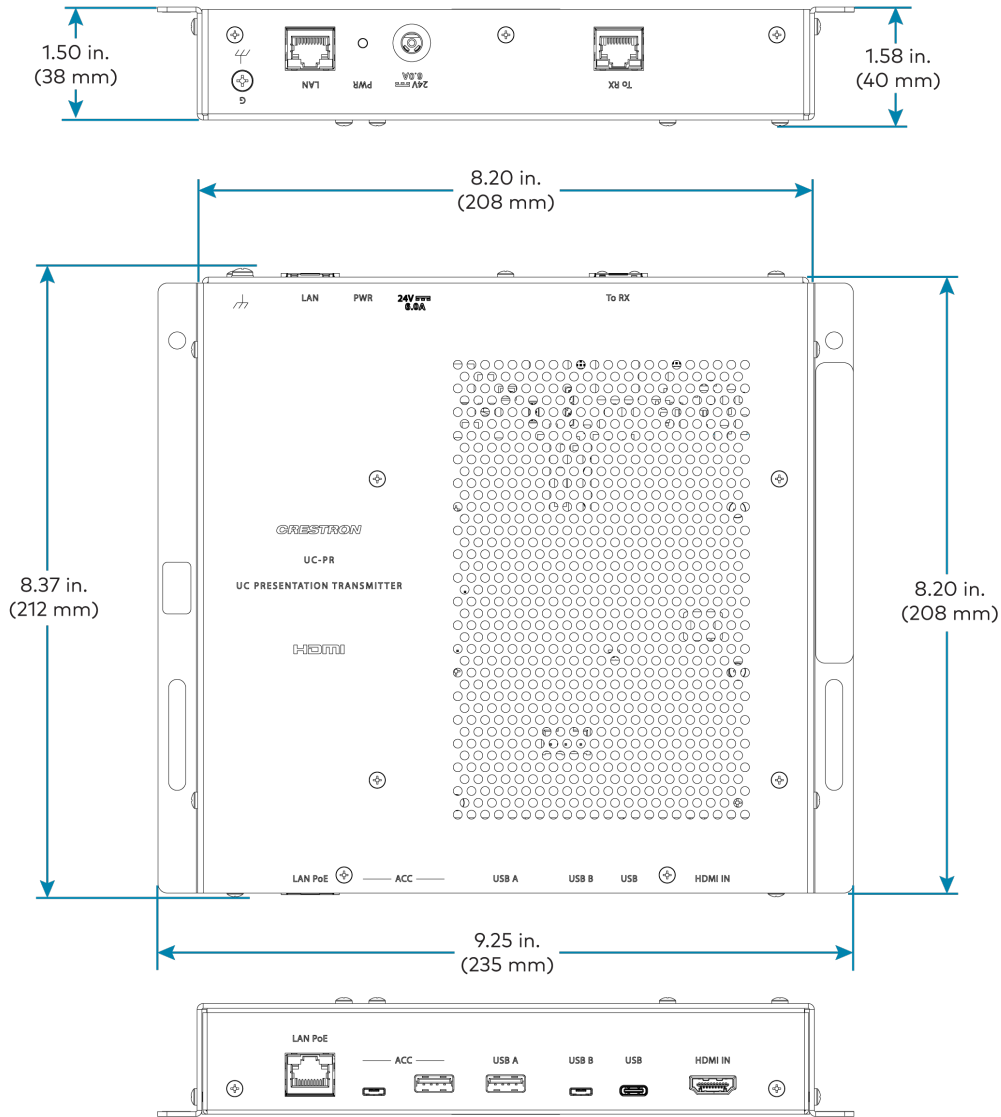 1.50 in.
(38 mm)
G
LAN
PWR
24V
6.0A
To RX
1.58 in.
(40 mm)
8.20 in.
(208 mm)
LAN PWR 24V To RX
6.0A
CRESTRON
UC-PR
UC PRESENTATION TRANSMITTER
HDMI
8.37 in.
(212 mm)
8.20 in.
(208 mm)
LAN PoE ACC USB A USB B USB HDMI IN
9.25 in.
(235 mm)
LAN PoE
ACC USB A USB B USB HDMI IN